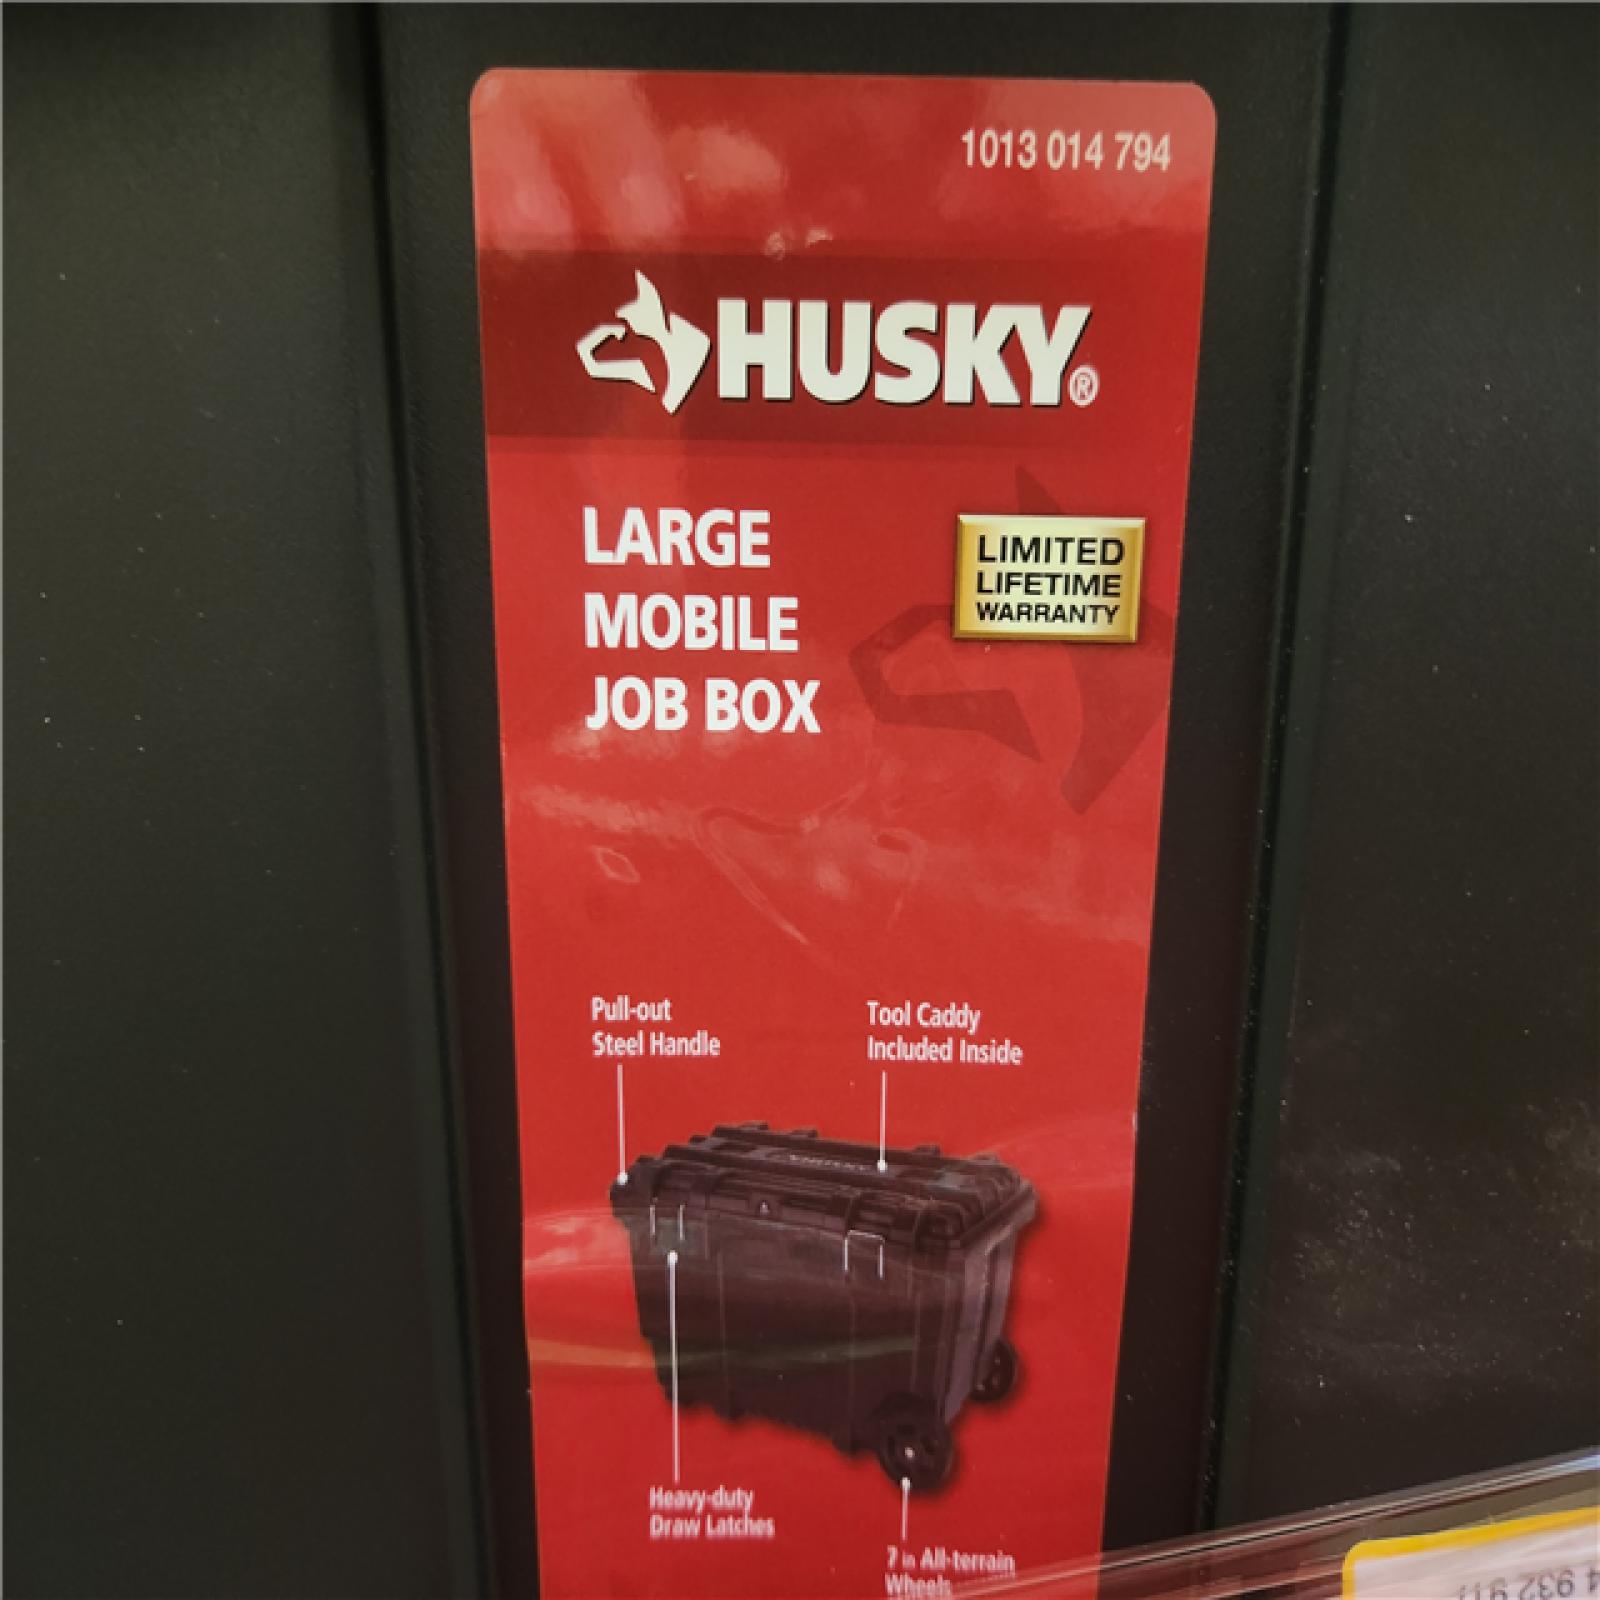 1013 014 794
HUSKY®
LARGE
MOBILE
JOB BOX
LIMITED
LIFETIME
WARRANTY
Pull-out
Steel Handle
Tool Caddy
Included Inside
Heavy-duty
Draw Latches
7 in All-terrain
Wheels